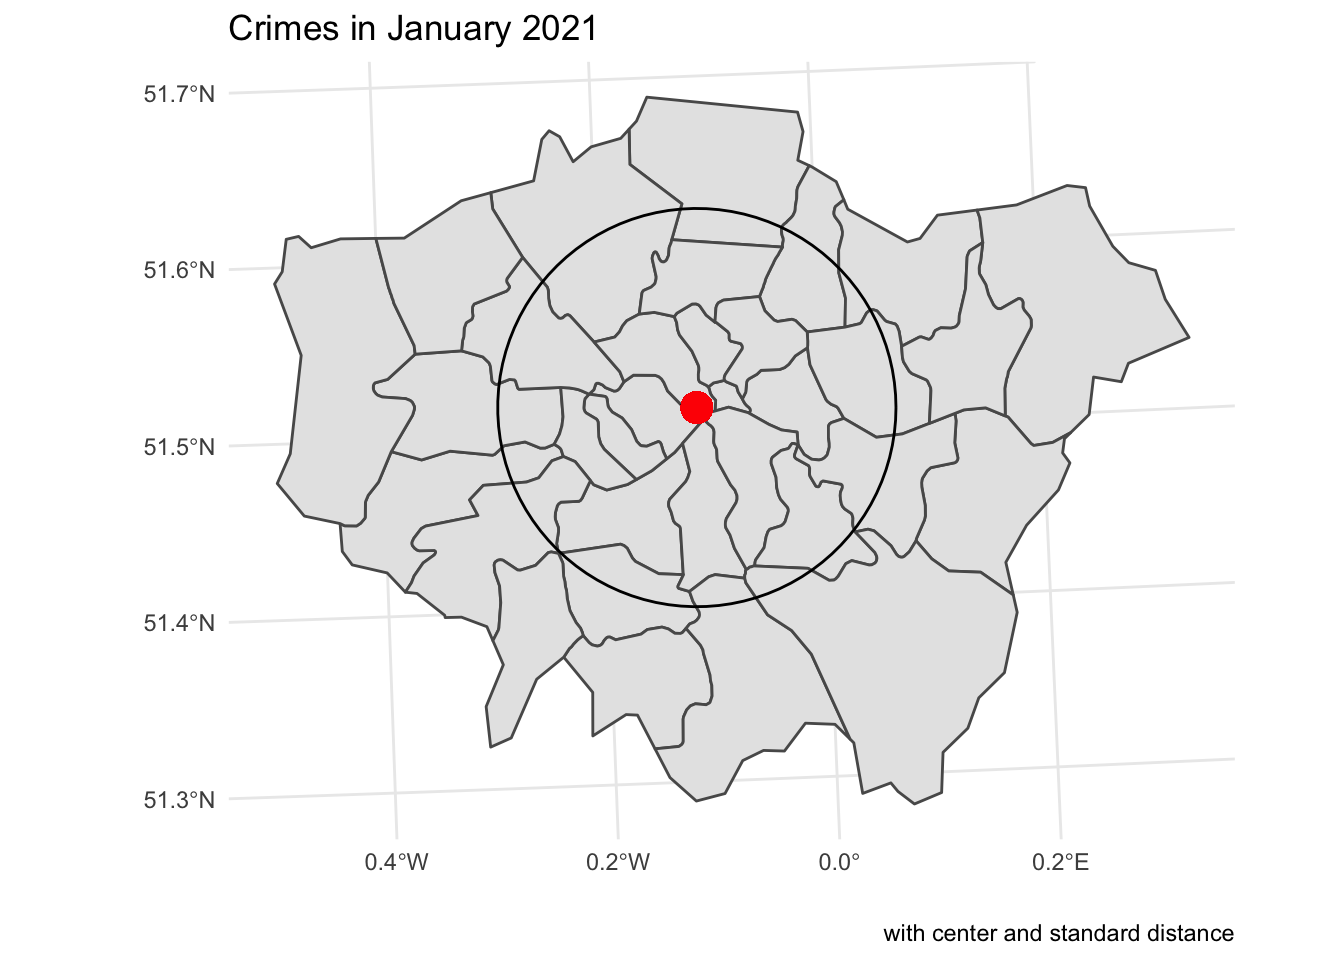 Crimes in January 2021
51.7°N
51.6°N
51.5°N
51.4°N
51.3°N
0.4°W 0.2°W 0.0° 0.2°E
with center and standard distance